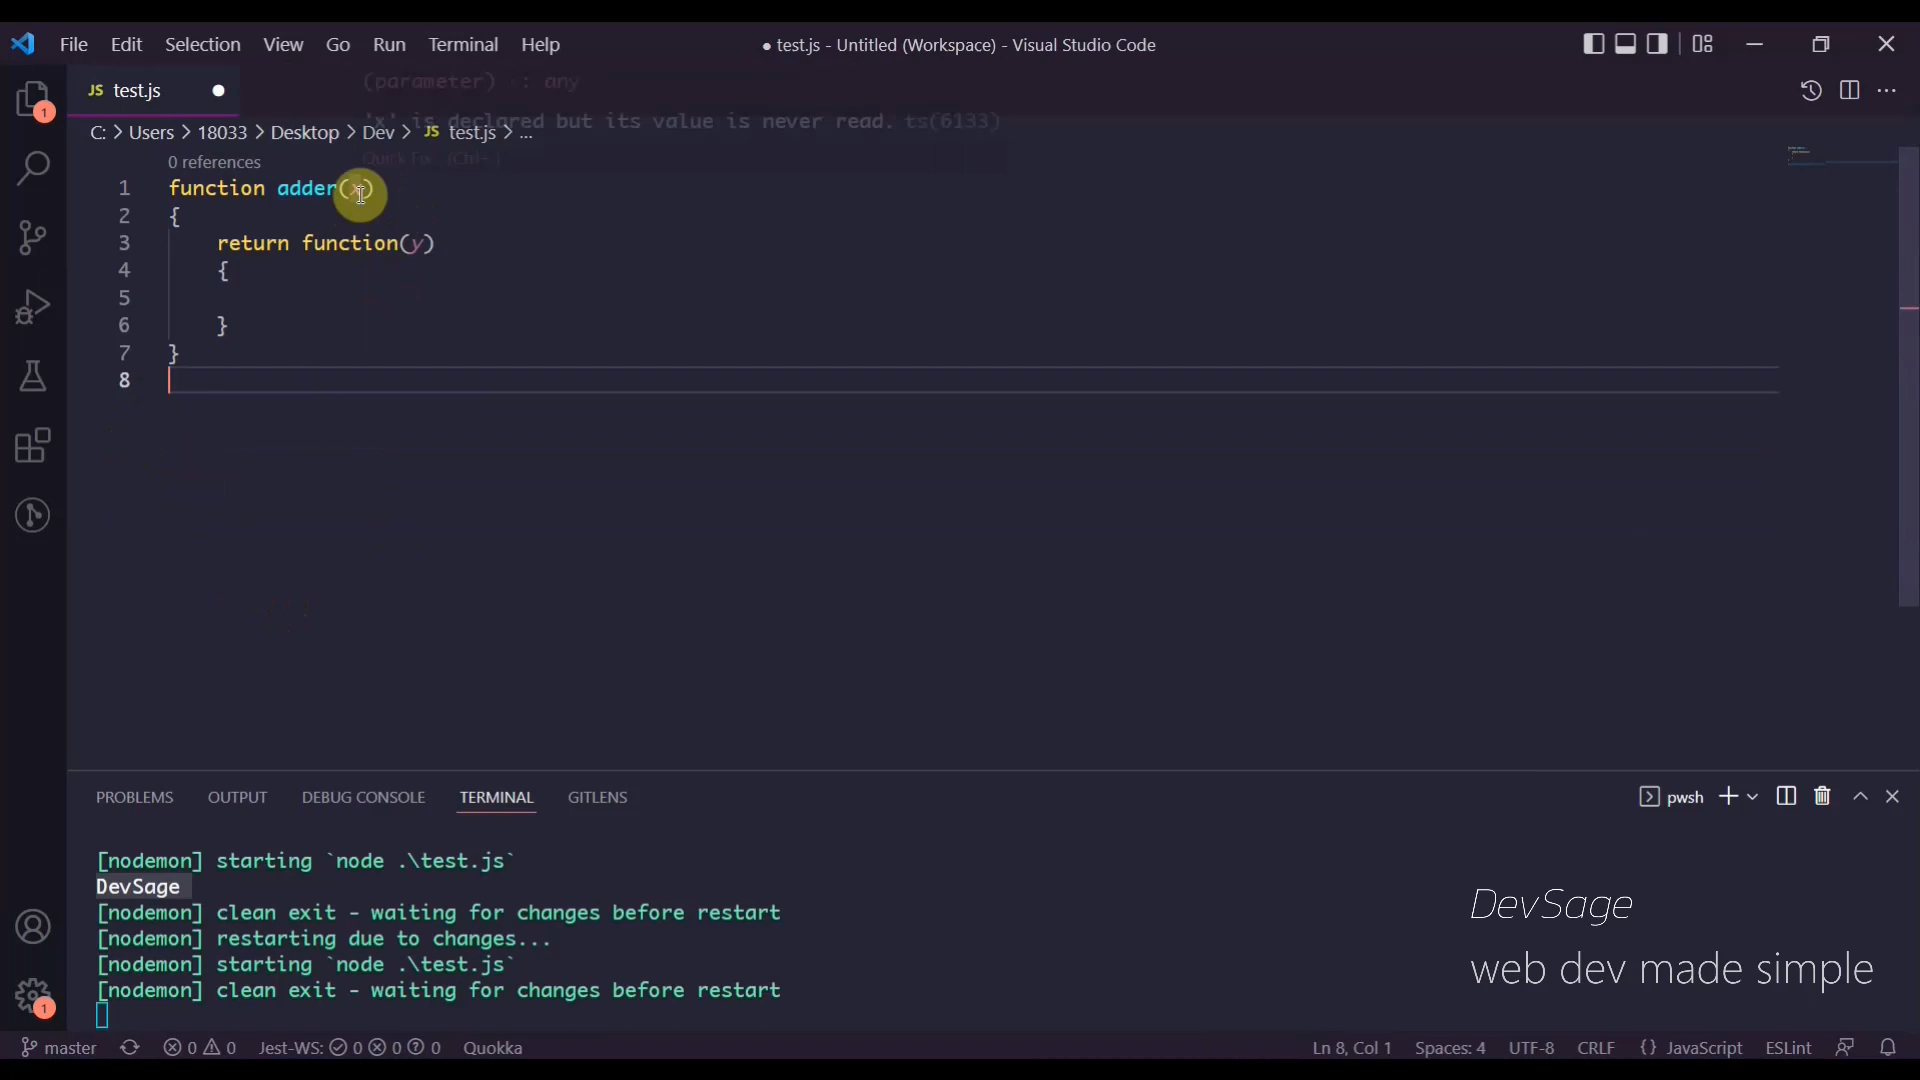 File Edit Selection View Go Run Terminal Help
● test.js - Untitled (Workspace) - Visual Studio Code
JS test.js
(parameter) : any
'x' is declared but its value is never read. ts(6133)
C: > Users > 18033 > Desktop > Dev > JS test.js > ...
0 references
1 function adder(x)
2 {
3 return function(y)
4 {
5
6 }
7 }
8
PROBLEMS OUTPUT DEBUG CONSOLE TERMINAL GITLENS
pwsh
[nodemon] starting `node .\test.js`
DevSage
[nodemon] clean exit - waiting for changes before restart
[nodemon] restarting due to changes...
[nodemon] starting `node .\test.js`
[nodemon] clean exit - waiting for changes before restart
DevSage
web dev made simple
1
1
master 0 0 Jest-WS: 0 0 0 Quokka
Ln 8, Col 1 Spaces: 4 UTF-8 CRLF {} JavaScript ESLint